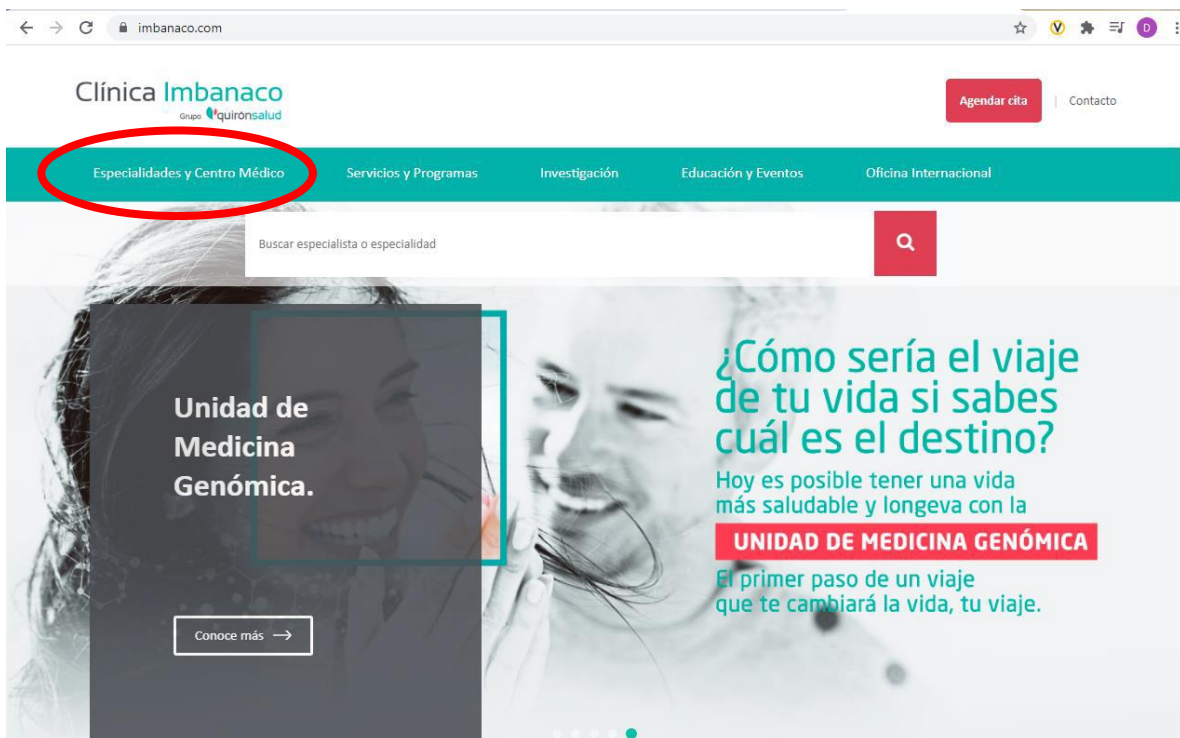 imbanaco.com
D
Clínica Imbanaco
Grupo quirónsalud
Agendar cita | Contacto
Especialidades y Centro Médico Servicios y Programas Investigación Educación y Eventos Oficina Internacional
Buscar especialista o especialidad
Unidad de
Medicina
Genómica.
Conoce más →
¿Cómo sería el viaje
de tu vida si sabes
cuál es el destino?
Hoy es posible tener una vida
más saludable y longeva con la
UNIDAD DE MEDICINA GENÓMICA
El primer paso de un viaje
que te cambiará la vida, tu viaje.